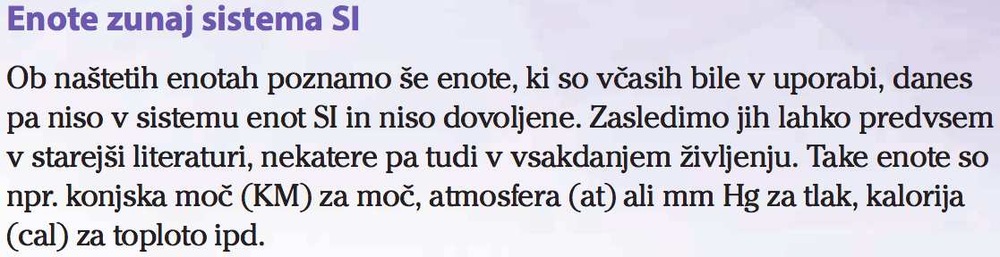 Enote zunaj sistema SI
Ob naštetih enotah poznamo še enote, ki so včasih bile v uporabi, danes
pa niso v sistemu enot SI in niso dovoljene. Zasledimo jih lahko predvsem
v starejši literaturi, nekatere pa tudi v vsakdanjem življenju. Take enote so
npr. konjska moč (KM) za moč, atmosfera (at) ali mm Hg za tlak, kalorija
(cal) za toploto ipd.